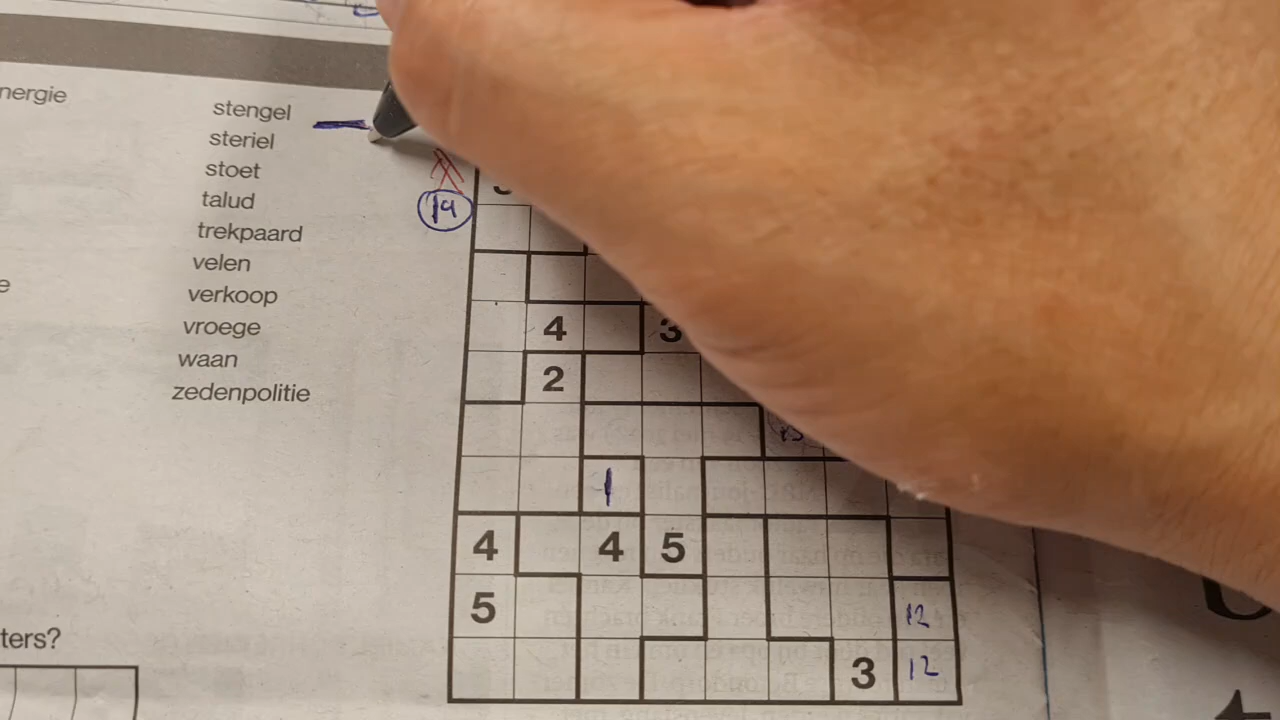 nergie
stengel
steriel
stoet
talud
trekpaard
velen
e
verkoop
vroege
waan
zedenpolitie
ters?
19
4 3
2
1
4 4 5
5 12
3 12